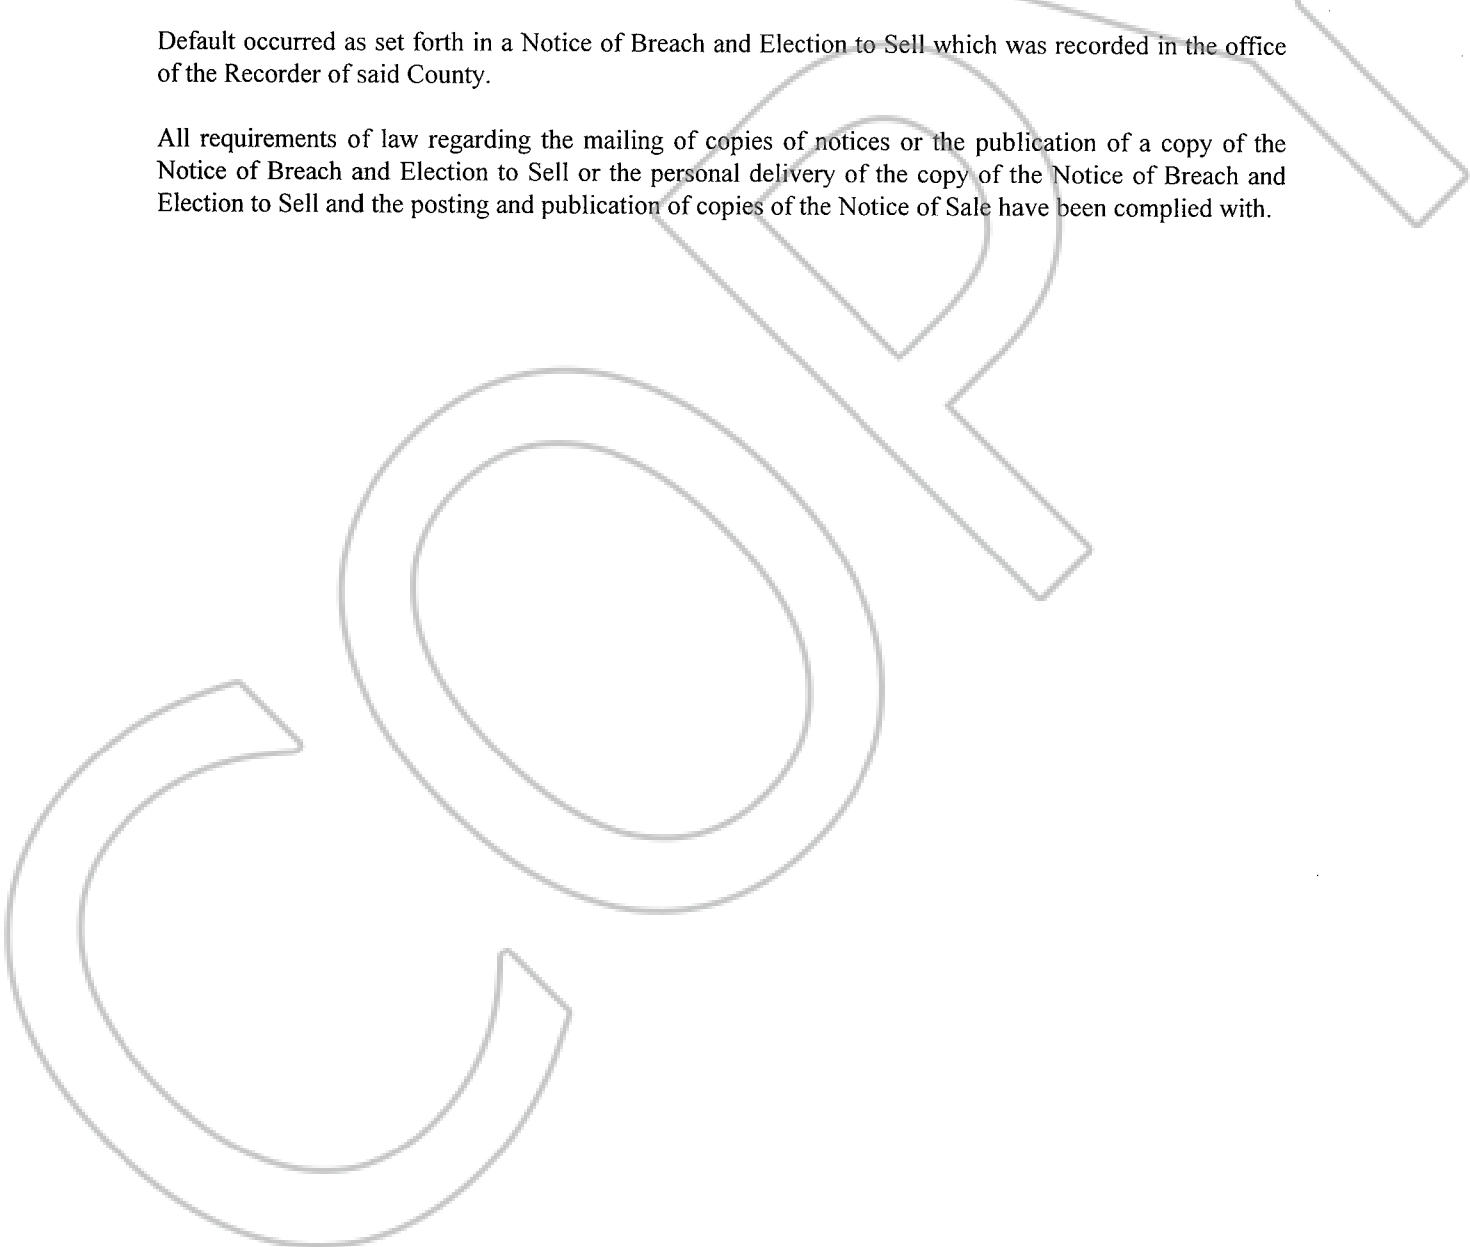 Default occurred as set forth in a Notice of Breach and Election to Sell which was recorded in the office
of the Recorder of said County.
All requirements of law regarding the mailing of copies of notices or the publication of a copy of the
Notice of Breach and Election to Sell or the personal delivery of the copy of the Notice of Breach and
Election to Sell and the posting and publication of copies of the Notice of Sale have been complied with.
COPY